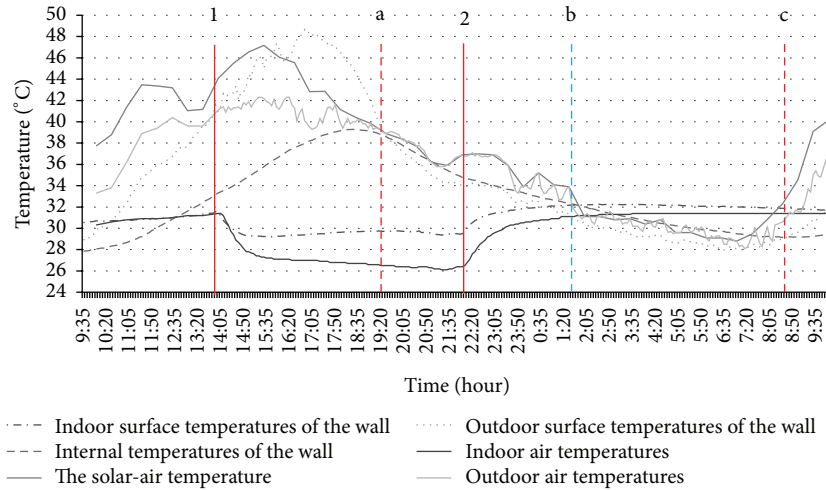 1 a 2 b c
50
48
46
44
42
40
38
36
34
32
30
28
26
24
Temperature (°C)
9:35 10:20 11:05 11:50 12:35 13:20 14:05 14:50 15:35 16:20 17:05 17:50 18:35 19:20 20:05 20:50 21:35 22:20 23:05 23:50 0:35 1:20 2:05 2:50 3:35 4:20 5:05 5:50 6:35 7:20 8:05 8:50 9:35
Time (hour)
Indoor surface temperatures of the wall
Internal temperatures of the wall
The solar-air temperature
Outdoor surface temperatures of the wall
Indoor air temperatures
Outdoor air temperatures